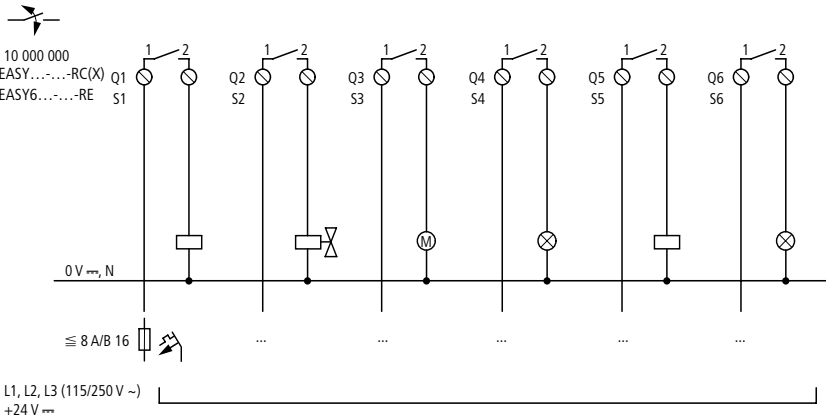 10 000 000
EASY...-...-RC(X)
EASY6...-...-RE
1 2 1 2 1 2 1 2 1 2 1 2
Q1 Q2 Q3 Q4 Q5 Q6
S1 S2 S3 S4 S5 S6
M
0 V ⎓, N
≦ 8 A/B 16 ... ... ... ... ...
L1, L2, L3 (115/250 V ~)
+24 V ⎓